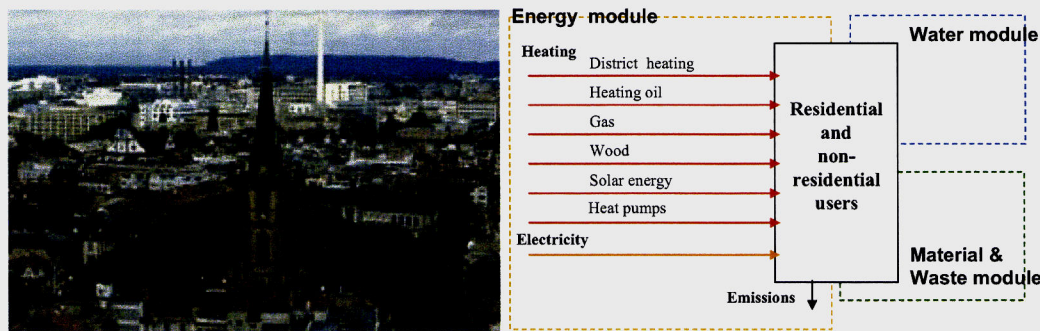 Energy module
Water module
Heating
District heating
Heating oil
Gas
Wood
Solar energy
Heat pumps
Electricity
Residential
and
non-
residential
users
Material &
Waste module
Emissions